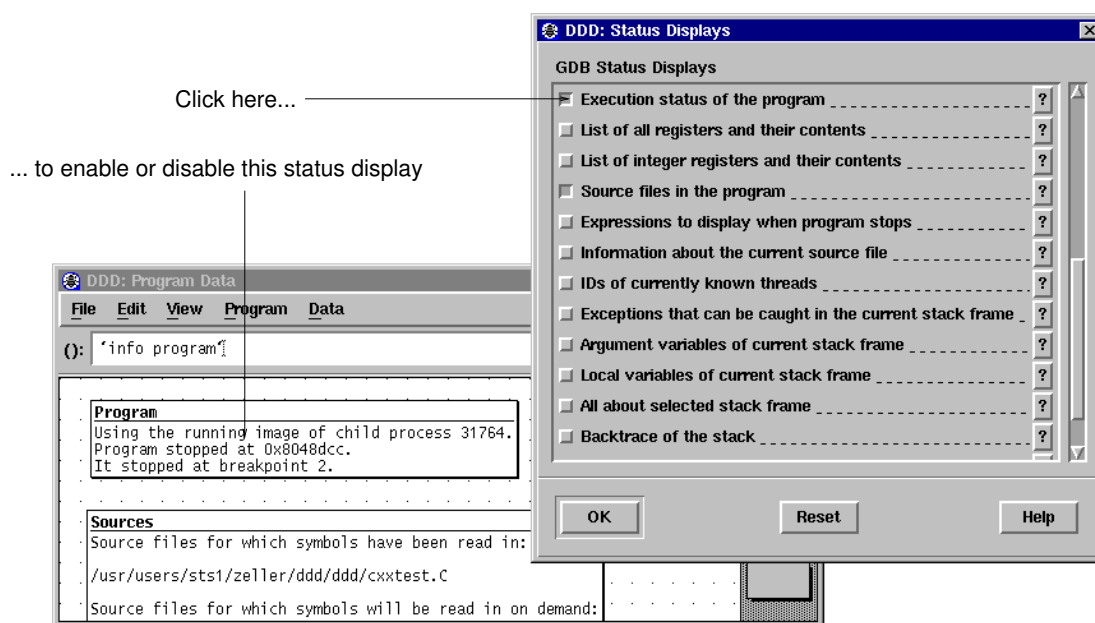 DDD: Status Displays
GDB Status Displays
Click here...
Execution status of the program ?
List of all registers and their contents ?
... to enable or disable this status display
List of integer registers and their contents ?
Source files in the program ?
Expressions to display when program stops ?
Information about the current source file ?
IDs of currently known threads ?
Exceptions that can be caught in the current stack frame ?
Argument variables of current stack frame ?
Local variables of current stack frame ?
All about selected stack frame ?
Backtrace of the stack ?
OK Reset Help
DDD: Program Data
File Edit View Program Data
(): ‘info program‘
Program
Using the running image of child process 31764.
Program stopped at 0x8048dcc.
It stopped at breakpoint 2.
Sources
Source files for which symbols have been read in:
/usr/users/sts1/zeller/ddd/ddd/cxxtest.C
Source files for which symbols will be read in on demand: